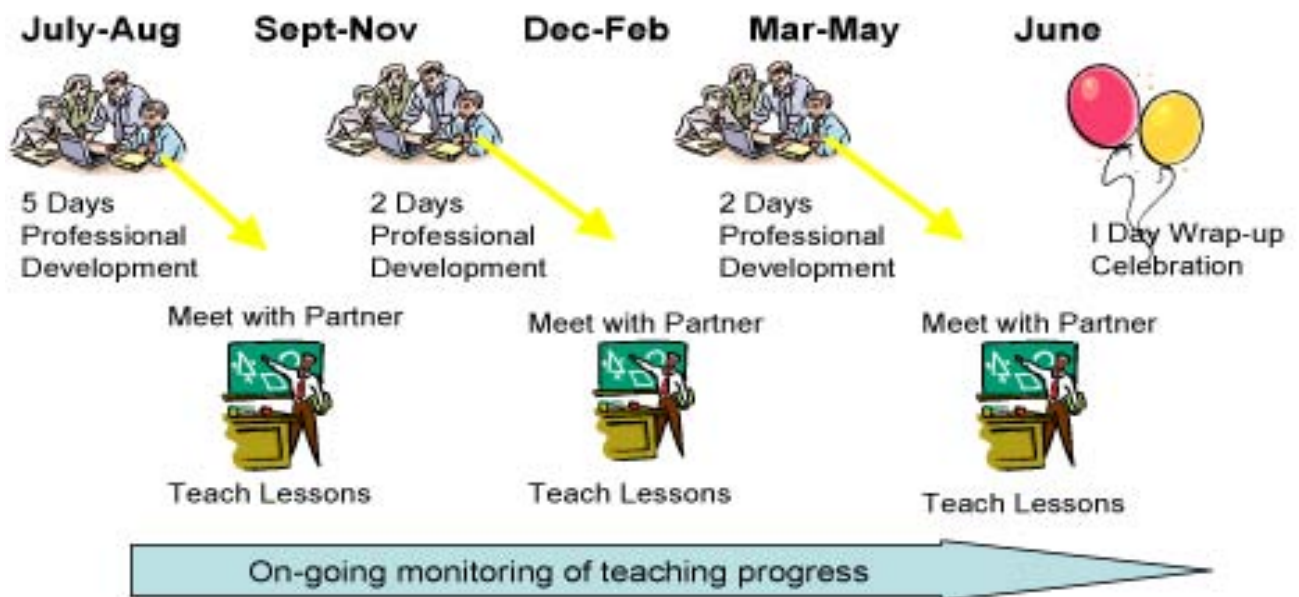 July-Aug Sept-Nov Dec-Feb Mar-May June
5 Days
Professional
Development
2 Days
Professional
Development
2 Days
Professional
Development
I Day Wrap-up
Celebration
Meet with Partner
Meet with Partner
Meet with Partner
Teach Lessons
Teach Lessons
Teach Lessons
On-going monitoring of teaching progress